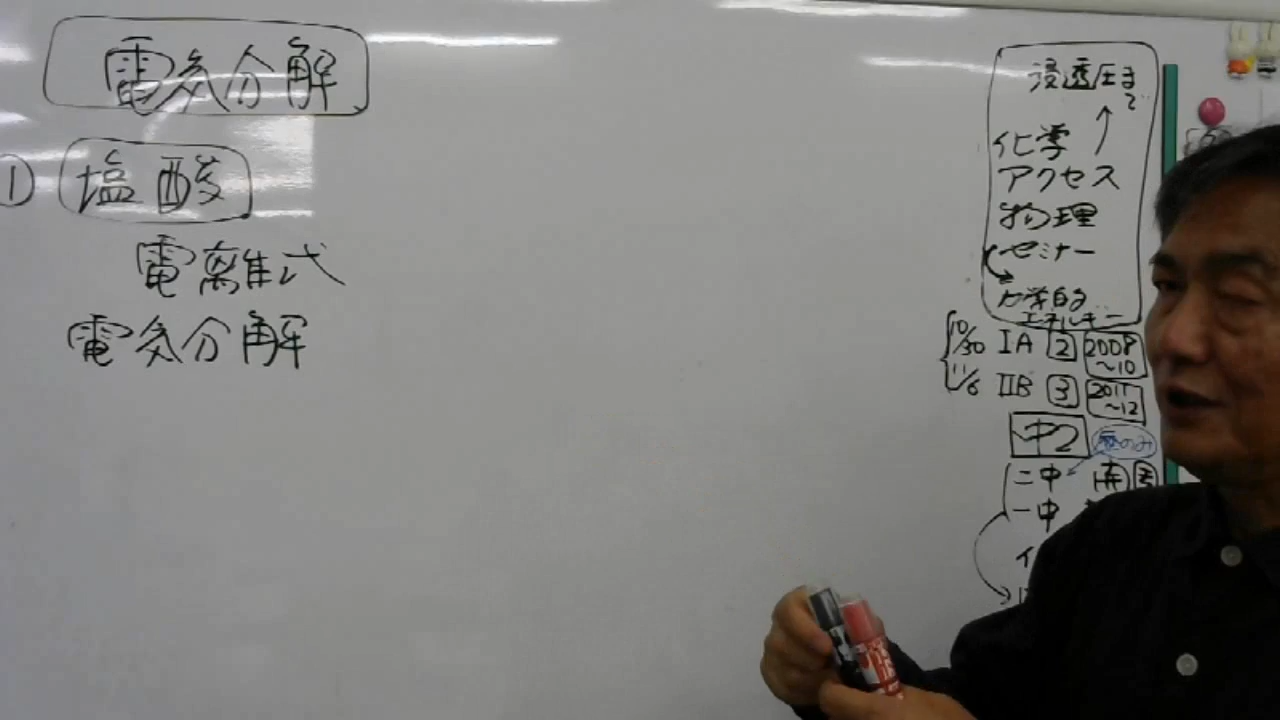 電気分解
① 塩酸
電離式
電気分解
浸透圧まで
化学
アクセス
物理
セミナー
力学的
エネルギー
10/30 ⅠA 2 2008~10
11/6 ⅡB 3 2011~12
中2
のみ
二中
一中
イ